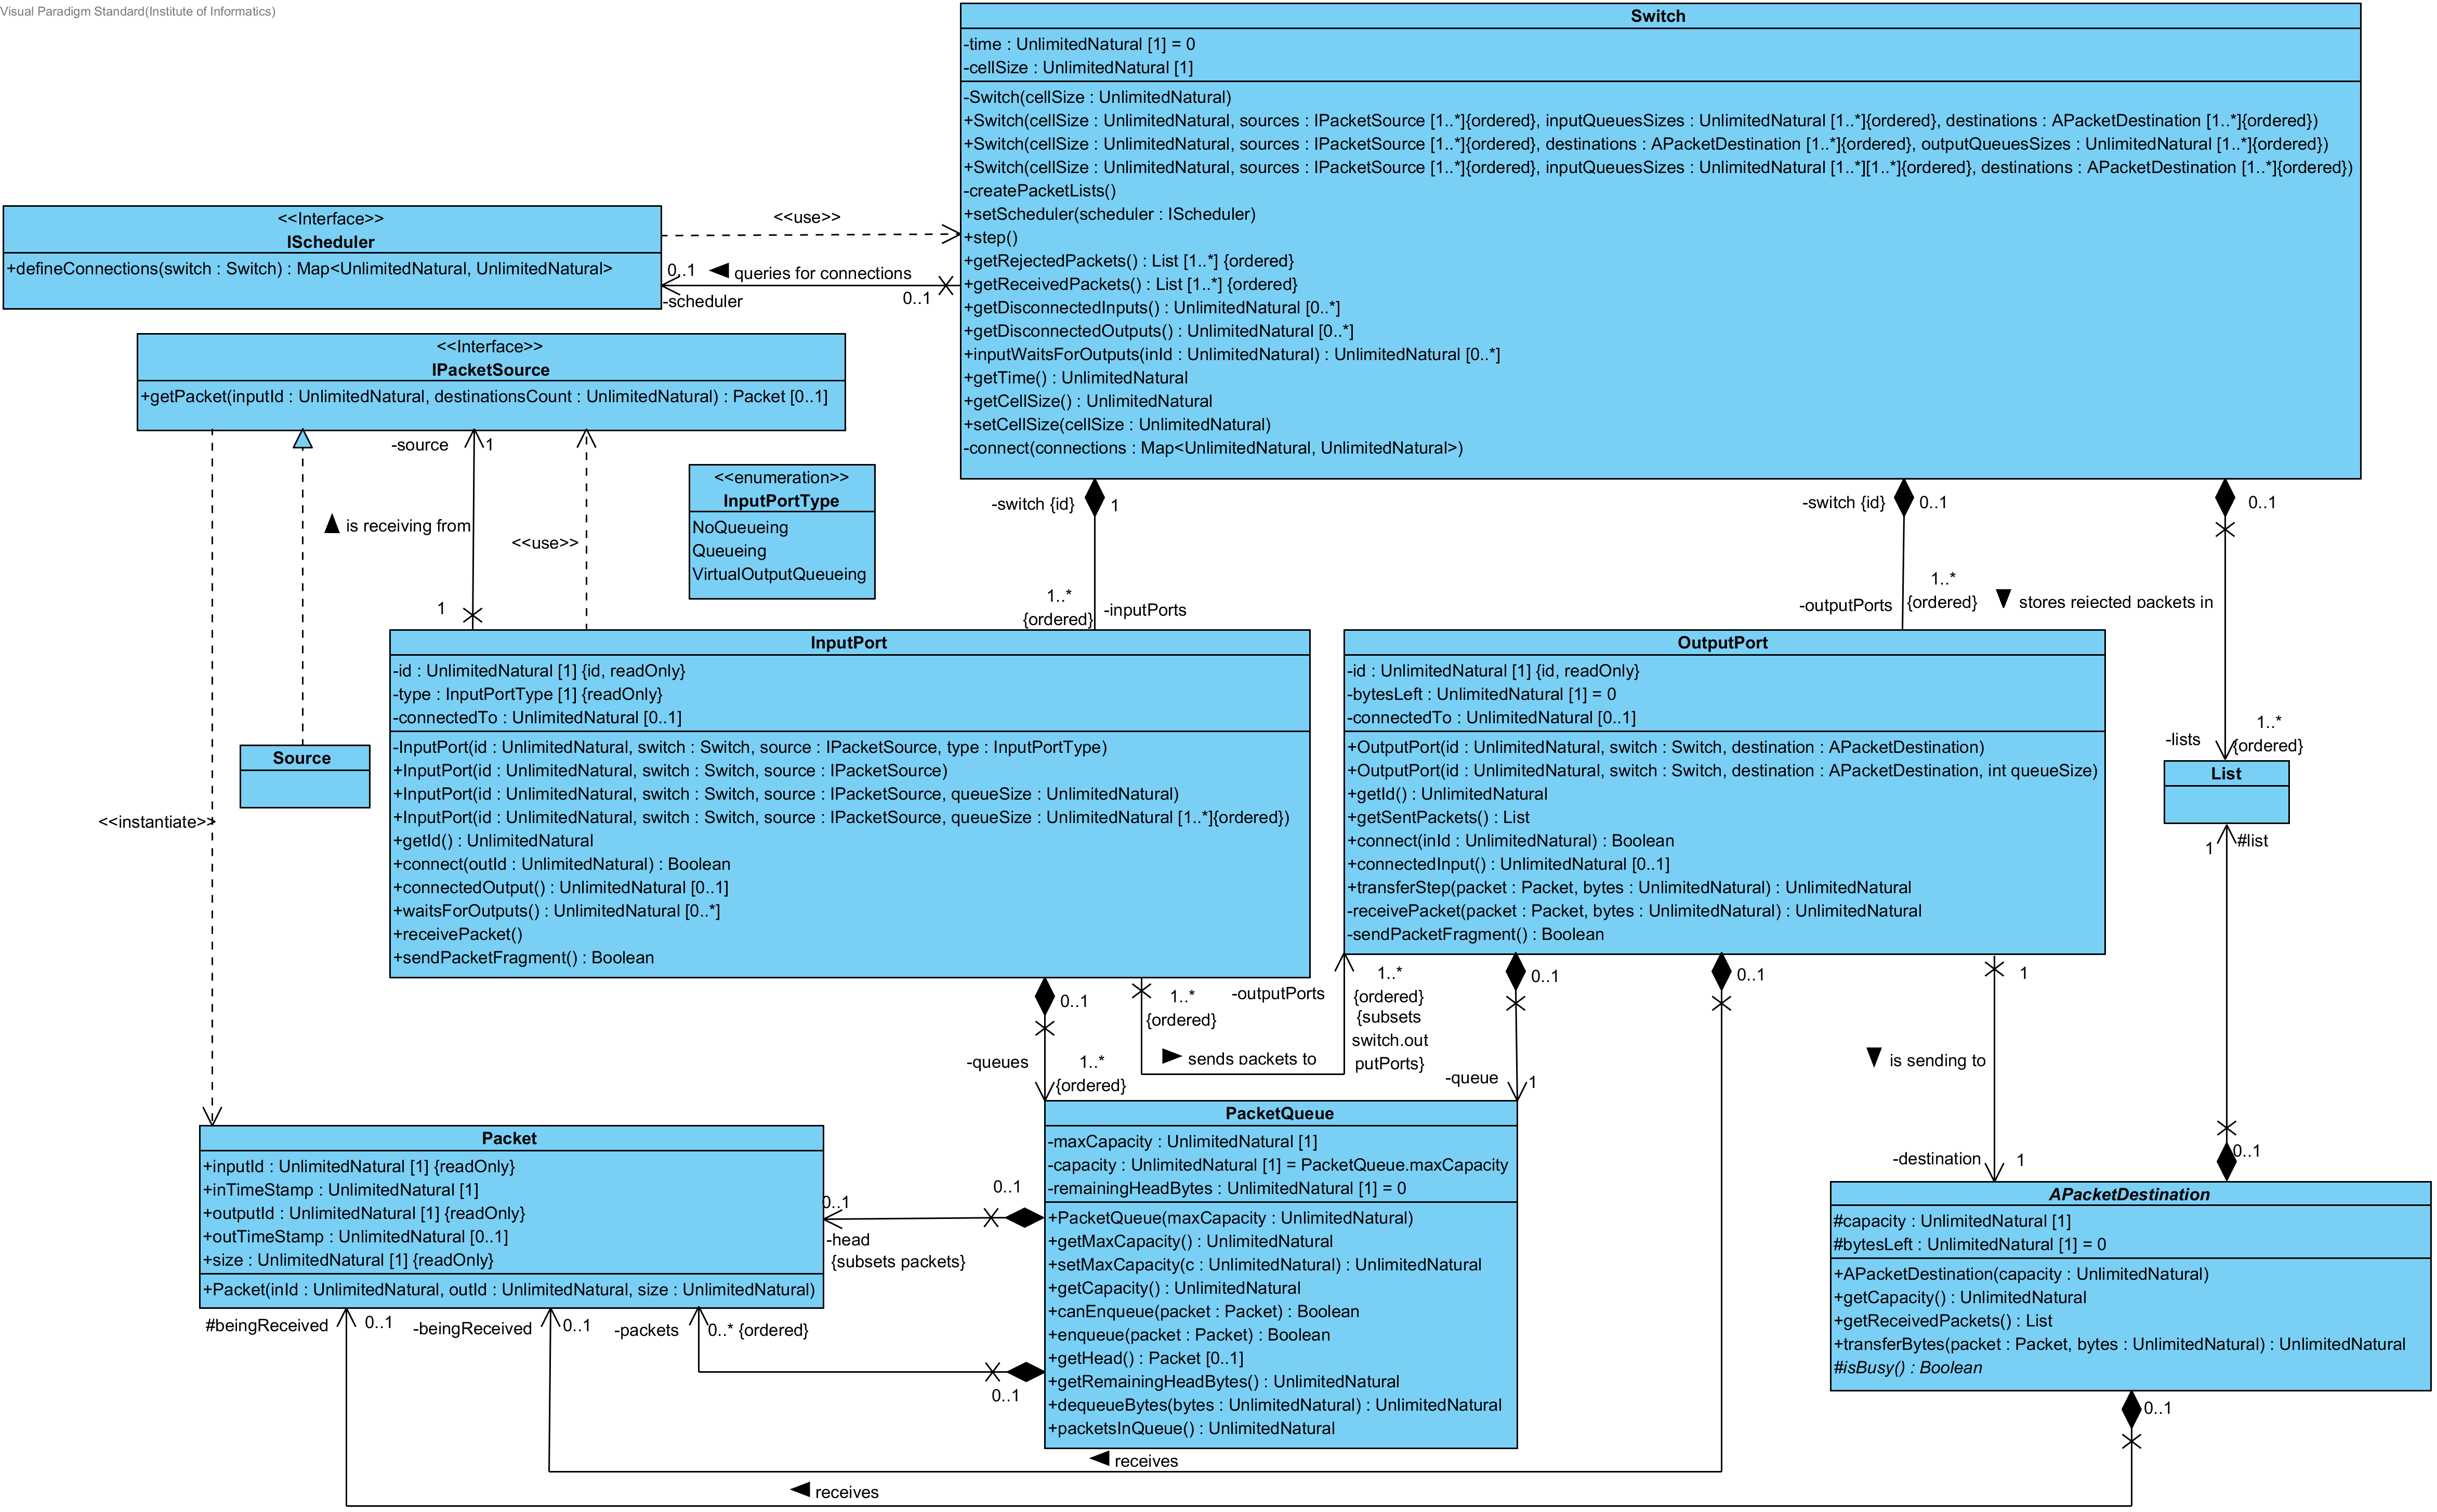 Visual Paradigm Standard(Institute of Informatics)
Switch
-time : UnlimitedNatural [1] = 0
-cellSize : UnlimitedNatural [1]
-Switch(cellSize : UnlimitedNatural)
+Switch(cellSize : UnlimitedNatural, sources : IPacketSource [1..*]{ordered}, inputQueuesSizes : UnlimitedNatural [1..*]{ordered}, destinations : APacketDestination [1..*]{ordered})
+Switch(cellSize : UnlimitedNatural, sources : IPacketSource [1..*]{ordered}, destinations : APacketDestination [1..*]{ordered}, outputQueuesSizes : UnlimitedNatural [1..*]{ordered})
+Switch(cellSize : UnlimitedNatural, sources : IPacketSource [1..*]{ordered}, inputQueuesSizes : UnlimitedNatural [1..*][1..*]{ordered}, destinations : APacketDestination [1..*]{ordered})
-createPacketLists()
+setScheduler(scheduler : IScheduler)
+step()
+getRejectedPackets() : List [1..*] {ordered}
+getReceivedPackets() : List [1..*] {ordered}
+getDisconnectedInputs() : UnlimitedNatural [0..*]
+getDisconnectedOutputs() : UnlimitedNatural [0..*]
+inputWaitsForOutputs(inId : UnlimitedNatural) : UnlimitedNatural [0..*]
+getTime() : UnlimitedNatural
+getCellSize() : UnlimitedNatural
+setCellSize(cellSize : UnlimitedNatural)
-connect(connections : Map<UnlimitedNatural, UnlimitedNatural>)
<<Interface>>
IScheduler
+defineConnections(switch : Switch) : Map<UnlimitedNatural, UnlimitedNatural>
<<use>>
0..1
queries for connections
-scheduler
0..1
<<Interface>>
IPacketSource
+getPacket(inputId : UnlimitedNatural, destinationsCount : UnlimitedNatural) : Packet [0..1]
-source
1
is receiving from
<<use>>
1
<<enumeration>>
InputPortType
NoQueueing
Queueing
VirtualOutputQueueing
-switch {id}
1
1..*
{ordered}
-inputPorts
-switch {id}
0..1
1..*
{ordered}
-outputPorts
0..1
stores rejected packets in
1..*
{ordered}
-lists
InputPort
-id : UnlimitedNatural [1] {id, readOnly}
-type : InputPortType [1] {readOnly}
-connectedTo : UnlimitedNatural [0..1]
-InputPort(id : UnlimitedNatural, switch : Switch, source : IPacketSource, type : InputPortType)
+InputPort(id : UnlimitedNatural, switch : Switch, source : IPacketSource)
+InputPort(id : UnlimitedNatural, switch : Switch, source : IPacketSource, queueSize : UnlimitedNatural)
+InputPort(id : UnlimitedNatural, switch : Switch, source : IPacketSource, queueSize : UnlimitedNatural [1..*]{ordered})
+getId() : UnlimitedNatural
+connect(outId : UnlimitedNatural) : Boolean
+connectedOutput() : UnlimitedNatural [0..1]
+waitsForOutputs() : UnlimitedNatural [0..*]
+receivePacket()
+sendPacketFragment() : Boolean
OutputPort
-id : UnlimitedNatural [1] {id, readOnly}
-bytesLeft : UnlimitedNatural [1] = 0
-connectedTo : UnlimitedNatural [0..1]
+OutputPort(id : UnlimitedNatural, switch : Switch, destination : APacketDestination)
+OutputPort(id : UnlimitedNatural, switch : Switch, destination : APacketDestination, int queueSize)
+getId() : UnlimitedNatural
+getSentPackets() : List
+connect(inId : UnlimitedNatural) : Boolean
+connectedInput() : UnlimitedNatural [0..1]
+transferStep(packet : Packet, bytes : UnlimitedNatural) : UnlimitedNatural
-receivePacket(packet : Packet, bytes : UnlimitedNatural) : UnlimitedNatural
-sendPacketFragment() : Boolean
Source
<<instantiate>>
List
1
#list
0..1
0..1
-queues
1..*
{ordered}
1..*
{ordered}
sends packets to
-outputPorts
1..*
{ordered}
{subsets
switch.out
putPorts}
0..1
-queue
1
0..1
1
is sending to
-destination
1
Packet
+inputId : UnlimitedNatural [1] {readOnly}
+inTimeStamp : UnlimitedNatural [1]
+outputId : UnlimitedNatural [1] {readOnly}
+outTimeStamp : UnlimitedNatural [0..1]
+size : UnlimitedNatural [1] {readOnly}
+Packet(inId : UnlimitedNatural, outId : UnlimitedNatural, size : UnlimitedNatural)
0..1
0..1
-head
{subsets packets}
PacketQueue
-maxCapacity : UnlimitedNatural [1]
-capacity : UnlimitedNatural [1] = PacketQueue.maxCapacity
-remainingHeadBytes : UnlimitedNatural [1] = 0
+PacketQueue(maxCapacity : UnlimitedNatural)
+getMaxCapacity() : UnlimitedNatural
+setMaxCapacity(c : UnlimitedNatural) : UnlimitedNatural
+getCapacity() : UnlimitedNatural
+canEnqueue(packet : Packet) : Boolean
+enqueue(packet : Packet) : Boolean
+getHead() : Packet [0..1]
+getRemainingHeadBytes() : UnlimitedNatural
+dequeueBytes(bytes : UnlimitedNatural) : UnlimitedNatural
+packetsInQueue() : UnlimitedNatural
APacketDestination
#capacity : UnlimitedNatural [1]
#bytesLeft : UnlimitedNatural [1] = 0
+APacketDestination(capacity : UnlimitedNatural)
+getCapacity() : UnlimitedNatural
+getReceivedPackets() : List
+transferBytes(packet : Packet, bytes : UnlimitedNatural) : UnlimitedNatural
#isBusy() : Boolean
#beingReceived
0..1
-beingReceived
0..1
-packets
0..* {ordered}
0..1
0..1
receives
receives